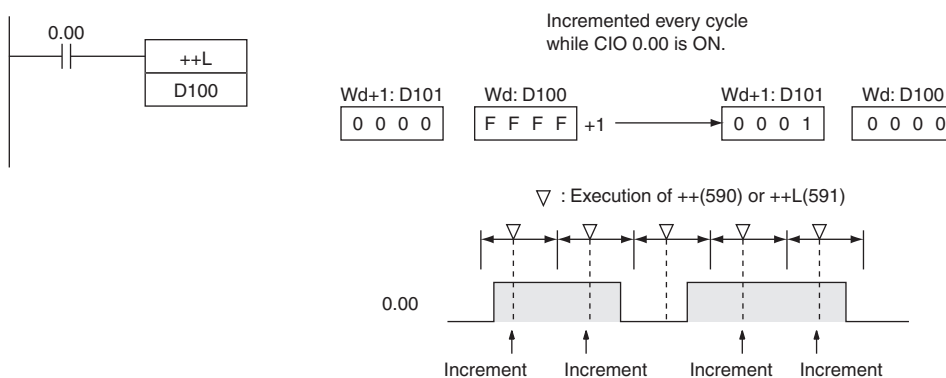 0.00
++L
D100
Incremented every cycle
while CIO 0.00 is ON.
Wd+1: D101 Wd: D100 Wd+1: D101 Wd: D100
0 0 0 0 F F F F +1 0 0 0 1 0 0 0 0
▽ : Execution of ++(590) or ++L(591)
0.00
Increment Increment Increment Increment